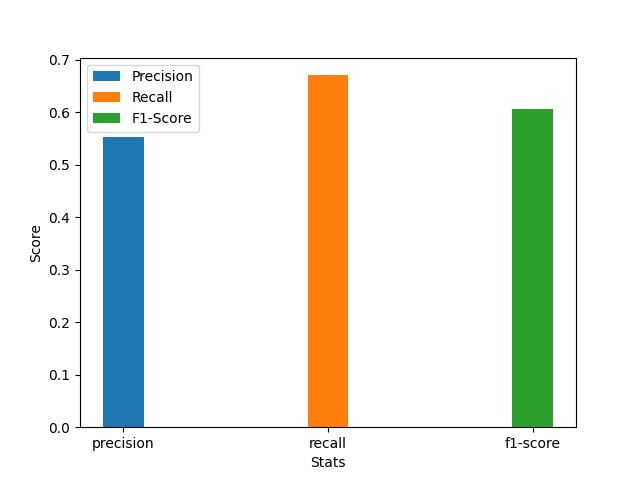 0.7
0.6
0.5
0.4
0.3
0.2
0.1
0.0
Score
Precision
Recall
F1-Score
precision
recall
f1-score
Stats